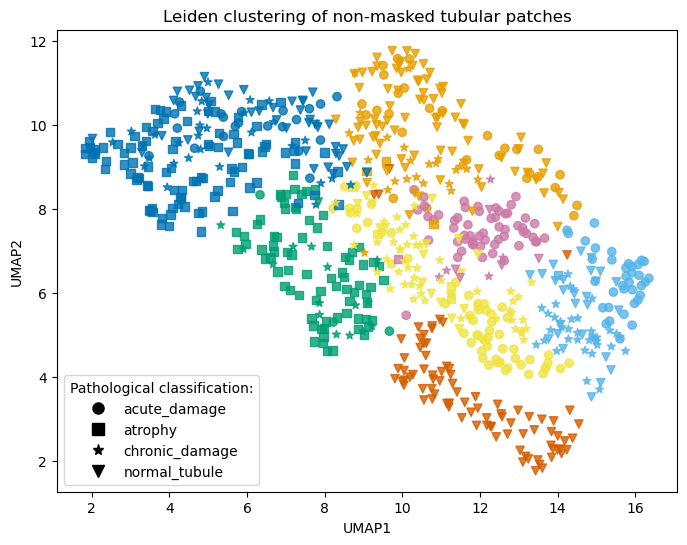 Leiden clustering of non-masked tubular patches
12
10
8
6
4
2
UMAP2
Pathological classification:
acute_damage
atrophy
chronic_damage
normal_tubule
2 4 6 8 10 12 14 16
UMAP1